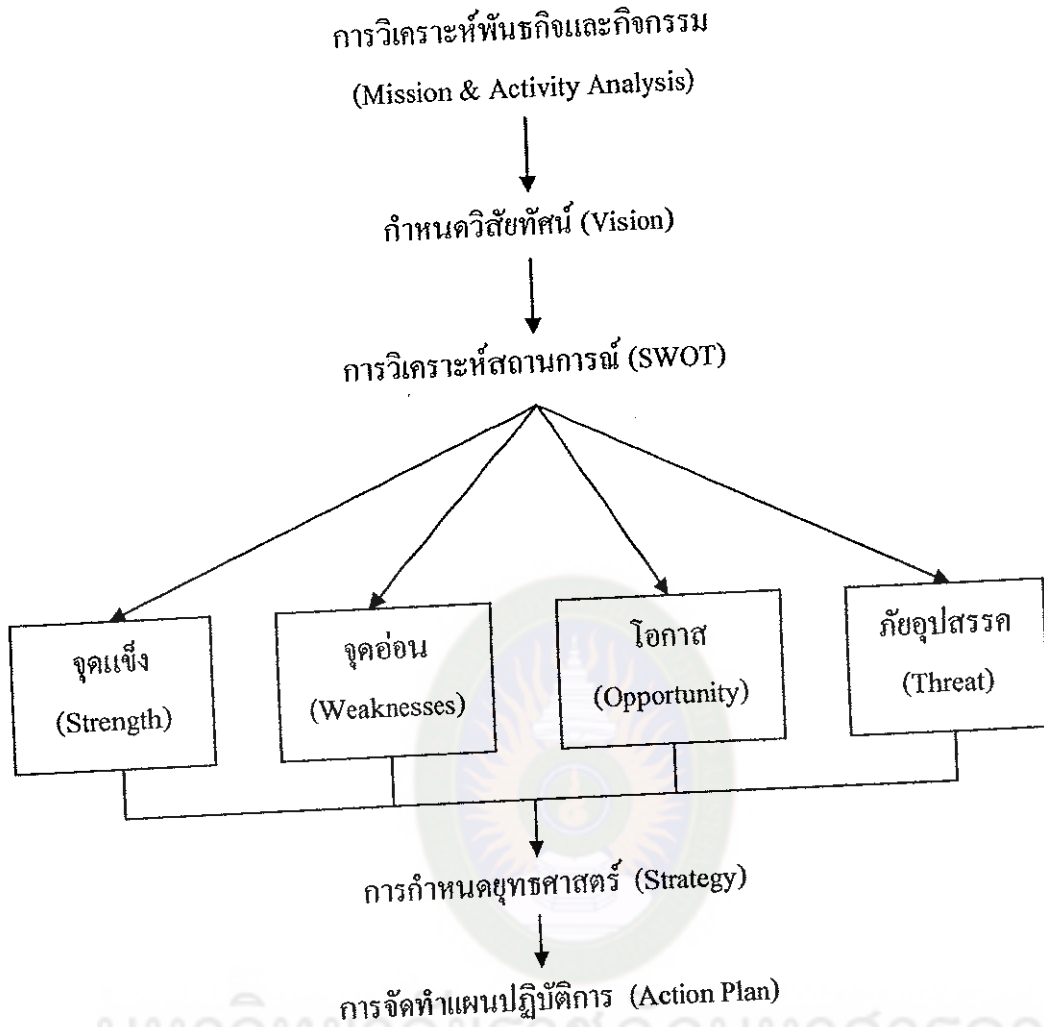 การวิเคราะห์พันธกิจและกิจกรรม
(Mission & Activity Analysis)
กำหนดวิสัยทัศน์ (Vision)
การวิเคราะห์สถานการณ์ (SWOT)
จุดแข็ง
(Strength)
จุดอ่อน
(Weaknesses)
โอกาส
(Opportunity)
ภัยอุปสรรค
(Threat)
การกำหนดยุทธศาสตร์ (Strategy)
การจัดทำแผนปฏิบัติการ (Action Plan)